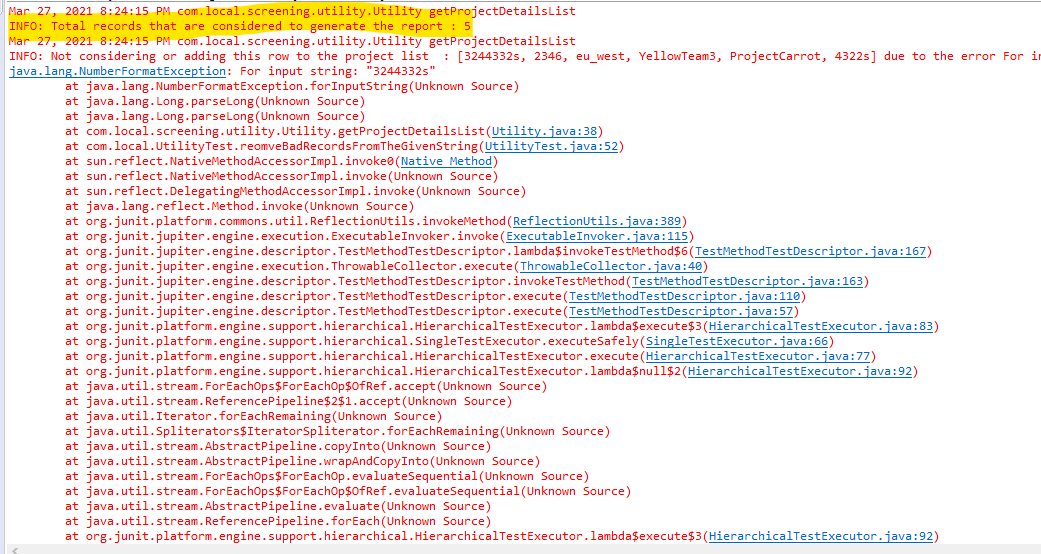 Mar 27, 2021 8:24:15 PM com.local.screening.utility.Utility getProjectDetailsList
INFO: Total records that are considered to generate the report : 5
Mar 27, 2021 8:24:15 PM com.local.screening.utility.Utility getProjectDetailsList
INFO: Not considering or adding this row to the project list  : [3244332s, 2346, eu_west, YellowTeam3, ProjectCarrot, 4322s] due to the error For in
java.lang.NumberFormatException: For input string: "3244332s"
at java.lang.NumberFormatException.forInputString(Unknown Source)
at java.lang.Long.parseLong(Unknown Source)
at java.lang.Long.parseLong(Unknown Source)
at com.local.screening.utility.Utility.getProjectDetailsList(Utility.java:38)
at com.local.UtilityTest.reomveBadRecordsFromTheGivenString(UtilityTest.java:52)
at sun.reflect.NativeMethodAccessorImpl.invoke0(Native Method)
at sun.reflect.NativeMethodAccessorImpl.invoke(Unknown Source)
at sun.reflect.DelegatingMethodAccessorImpl.invoke(Unknown Source)
at java.lang.reflect.Method.invoke(Unknown Source)
at org.junit.platform.commons.util.ReflectionUtils.invokeMethod(ReflectionUtils.java:389)
at org.junit.jupiter.engine.execution.ExecutableInvoker.invoke(ExecutableInvoker.java:115)
at org.junit.jupiter.engine.descriptor.TestMethodTestDescriptor.lambda$invokeTestMethod$6(TestMethodTestDescriptor.java:167)
at org.junit.jupiter.engine.execution.ThrowableCollector.execute(ThrowableCollector.java:40)
at org.junit.jupiter.engine.descriptor.TestMethodTestDescriptor.invokeTestMethod(TestMethodTestDescriptor.java:163)
at org.junit.jupiter.engine.descriptor.TestMethodTestDescriptor.execute(TestMethodTestDescriptor.java:110)
at org.junit.jupiter.engine.descriptor.TestMethodTestDescriptor.execute(TestMethodTestDescriptor.java:57)
at org.junit.platform.engine.support.hierarchical.HierarchicalTestExecutor.lambda$execute$3(HierarchicalTestExecutor.java:83)
at org.junit.platform.engine.support.hierarchical.SingleTestExecutor.executeSafely(SingleTestExecutor.java:66)
at org.junit.platform.engine.support.hierarchical.HierarchicalTestExecutor.execute(HierarchicalTestExecutor.java:77)
at org.junit.platform.engine.support.hierarchical.HierarchicalTestExecutor.lambda$null$2(HierarchicalTestExecutor.java:92)
at java.util.stream.ForEachOps$ForEachOp$OfRef.accept(Unknown Source)
at java.util.stream.ReferencePipeline$2$1.accept(Unknown Source)
at java.util.Iterator.forEachRemaining(Unknown Source)
at java.util.Spliterators$IteratorSpliterator.forEachRemaining(Unknown Source)
at java.util.stream.AbstractPipeline.copyInto(Unknown Source)
at java.util.stream.AbstractPipeline.wrapAndCopyInto(Unknown Source)
at java.util.stream.ForEachOps$ForEachOp.evaluateSequential(Unknown Source)
at java.util.stream.ForEachOps$ForEachOp$OfRef.evaluateSequential(Unknown Source)
at java.util.stream.AbstractPipeline.evaluate(Unknown Source)
at java.util.stream.ReferencePipeline.forEach(Unknown Source)
at org.junit.platform.engine.support.hierarchical.HierarchicalTestExecutor.lambda$execute$3(HierarchicalTestExecutor.java:92)